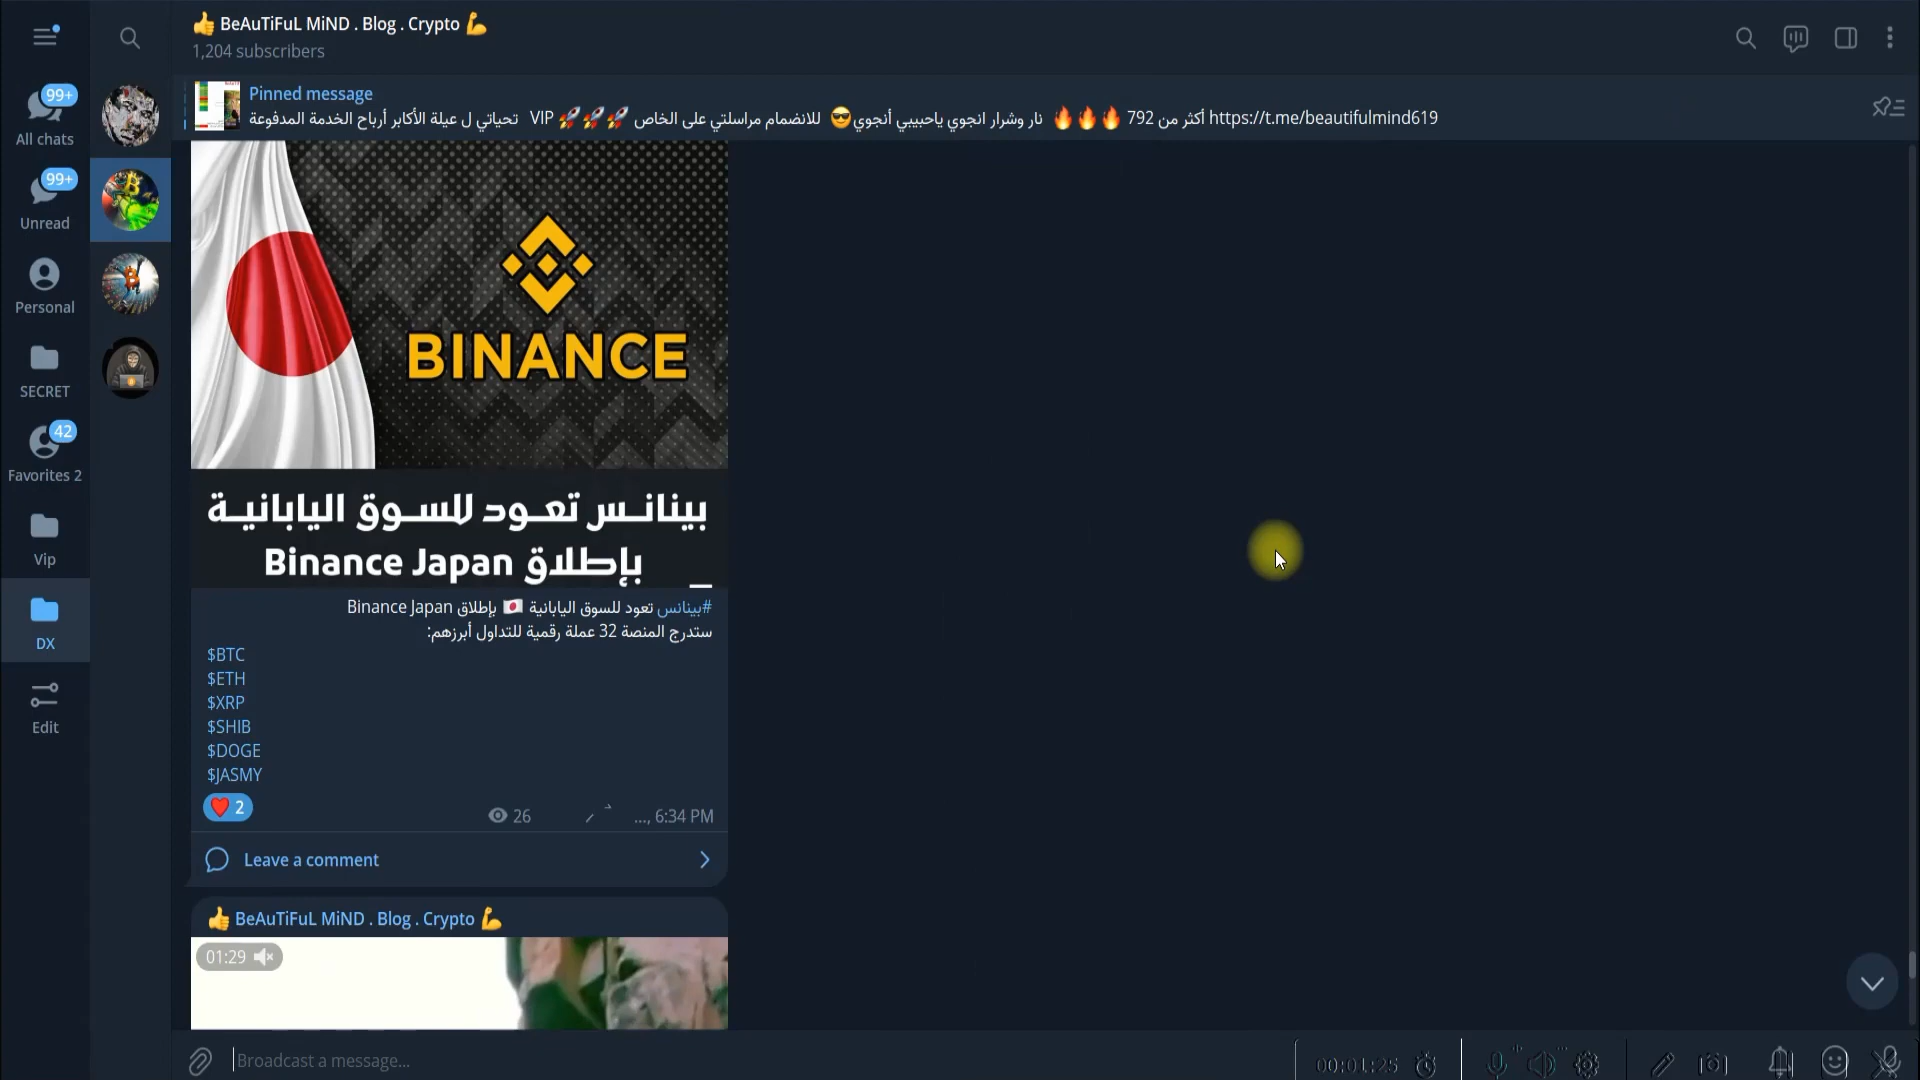 👍 BeAuTiFuL MiND . Blog . Crypto 💪
1,204 subscribers
Pinned message
تحياتي ل عيلة الأكابر أرباح الخدمة المدفوعة VIP 🚀🚀🚀 للانضمام مراسلتي على الخاص 😎نار وشرار انجوي ياحبيبي أنجوي 🔥🔥🔥 أكثر من 792 https://t.me/beautifulmind619
99+
All chats
99+
Unread
Personal
SECRET
42
Favorites 2
Vip
DX
Edit
BINANCE
بينانس تعود للسوق اليابانية
بإطلاق Binance Japan
#بينانس تعود للسوق اليابانية 🇯🇵 بإطلاق Binance Japan
ستدرج المنصة 32 عملة رقمية للتداول أبرزهم:
$BTC
$ETH
$XRP
$SHIB
$DOGE
$JASMY
❤️ 2
26
..., 6:34 PM
Leave a comment
👍 BeAuTiFuL MiND . Blog . Crypto 💪
01:29
Broadcast a message...
00:01:25